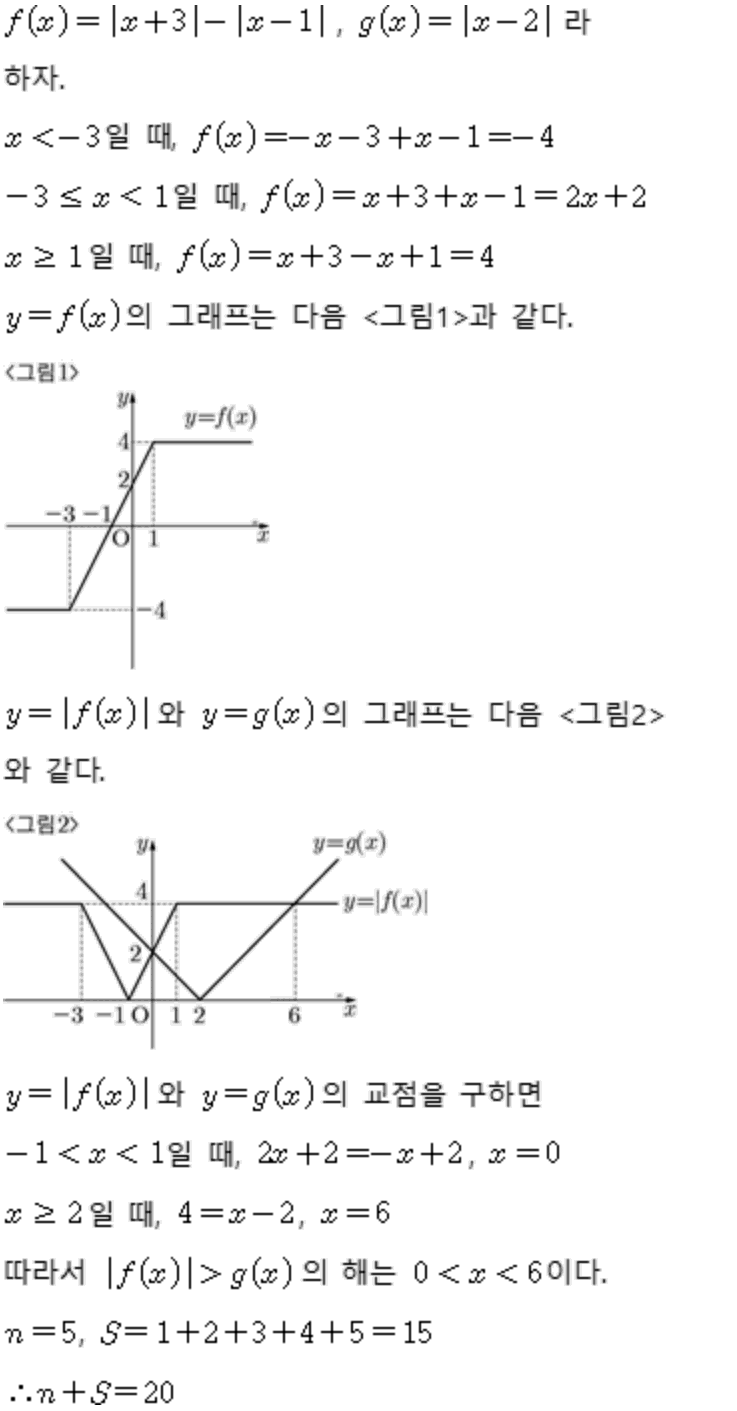 f(x)=|x+3|-|x-1|, g(x)=|x-2| 라
하자.
x<-3일 때, f(x)=-x-3+x-1=-4
-3≤x<1일 때, f(x)=x+3+x-1=2x+2
x≥1일 때, f(x)=x+3-x+1=4
y=f(x)의 그래프는 다음 <그림1>과 같다.
<그림1>
y
y=f(x)
4
2
-3 -1
O 1 x
-4
y=|f(x)|와 y=g(x)의 그래프는 다음 <그림2>
와 같다.
<그림2>
y y=g(x)
4 y=|f(x)|
2
-3 -1 O 1 2 6 x
y=|f(x)|와 y=g(x)의 교점을 구하면
-1<x<1일 때, 2x+2=-x+2, x=0
x≥2일 때, 4=x-2, x=6
따라서 |f(x)|>g(x)의 해는 0<x<6이다.
n=5, S=1+2+3+4+5=15
∴n+S=20